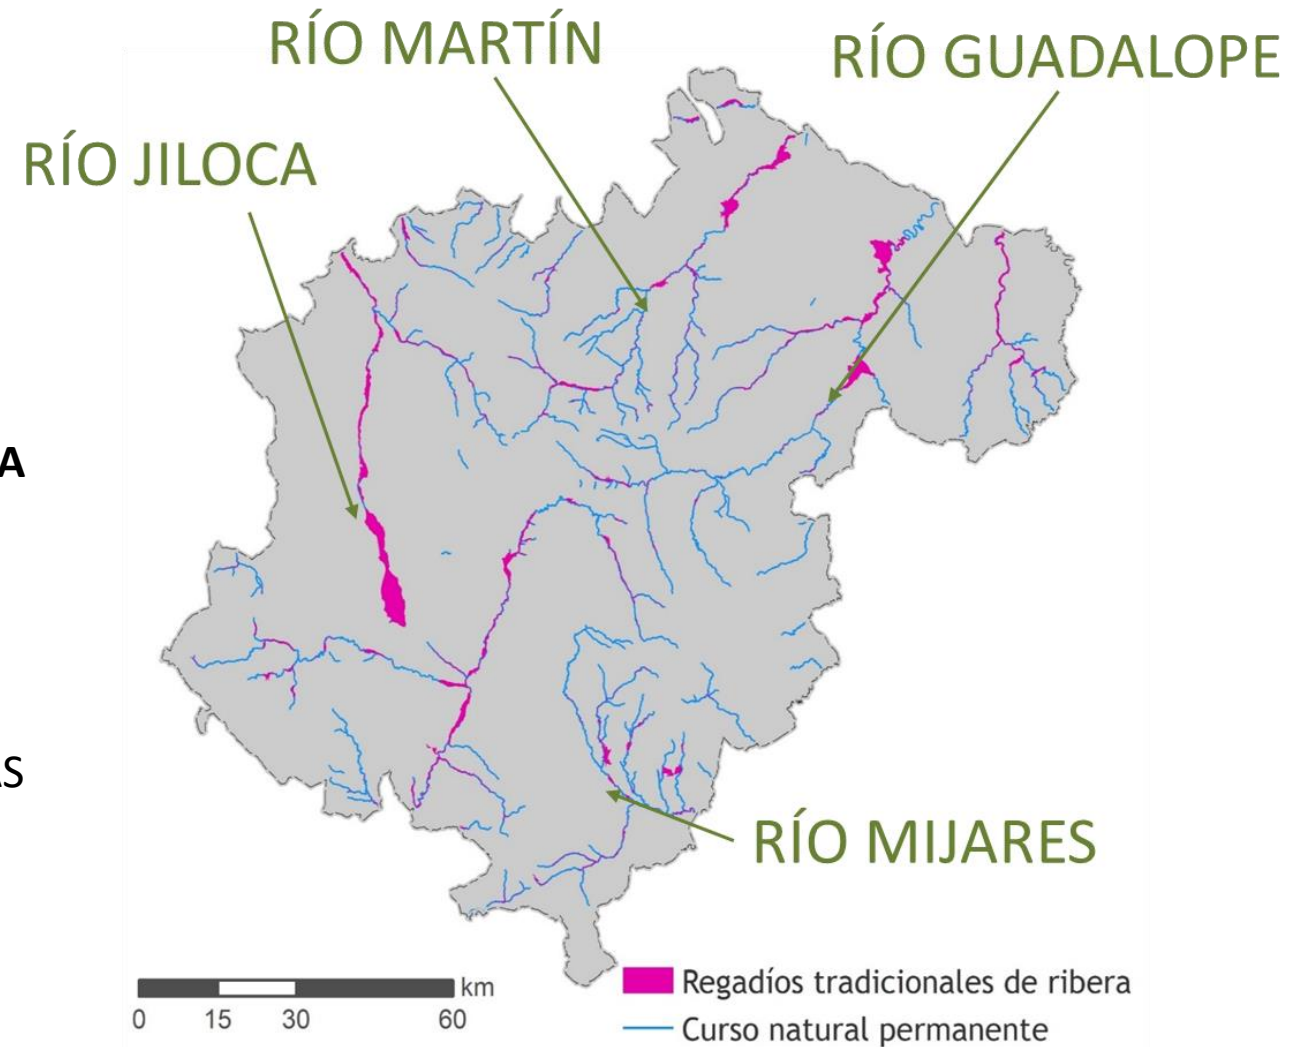 RÍO MARTÍN
RÍO GUADALOPE
RÍO JILOCA
A
AS
RÍO MIJARES
km
0 15 30 60
Regadíos tradicionales de ribera
Curso natural permanente